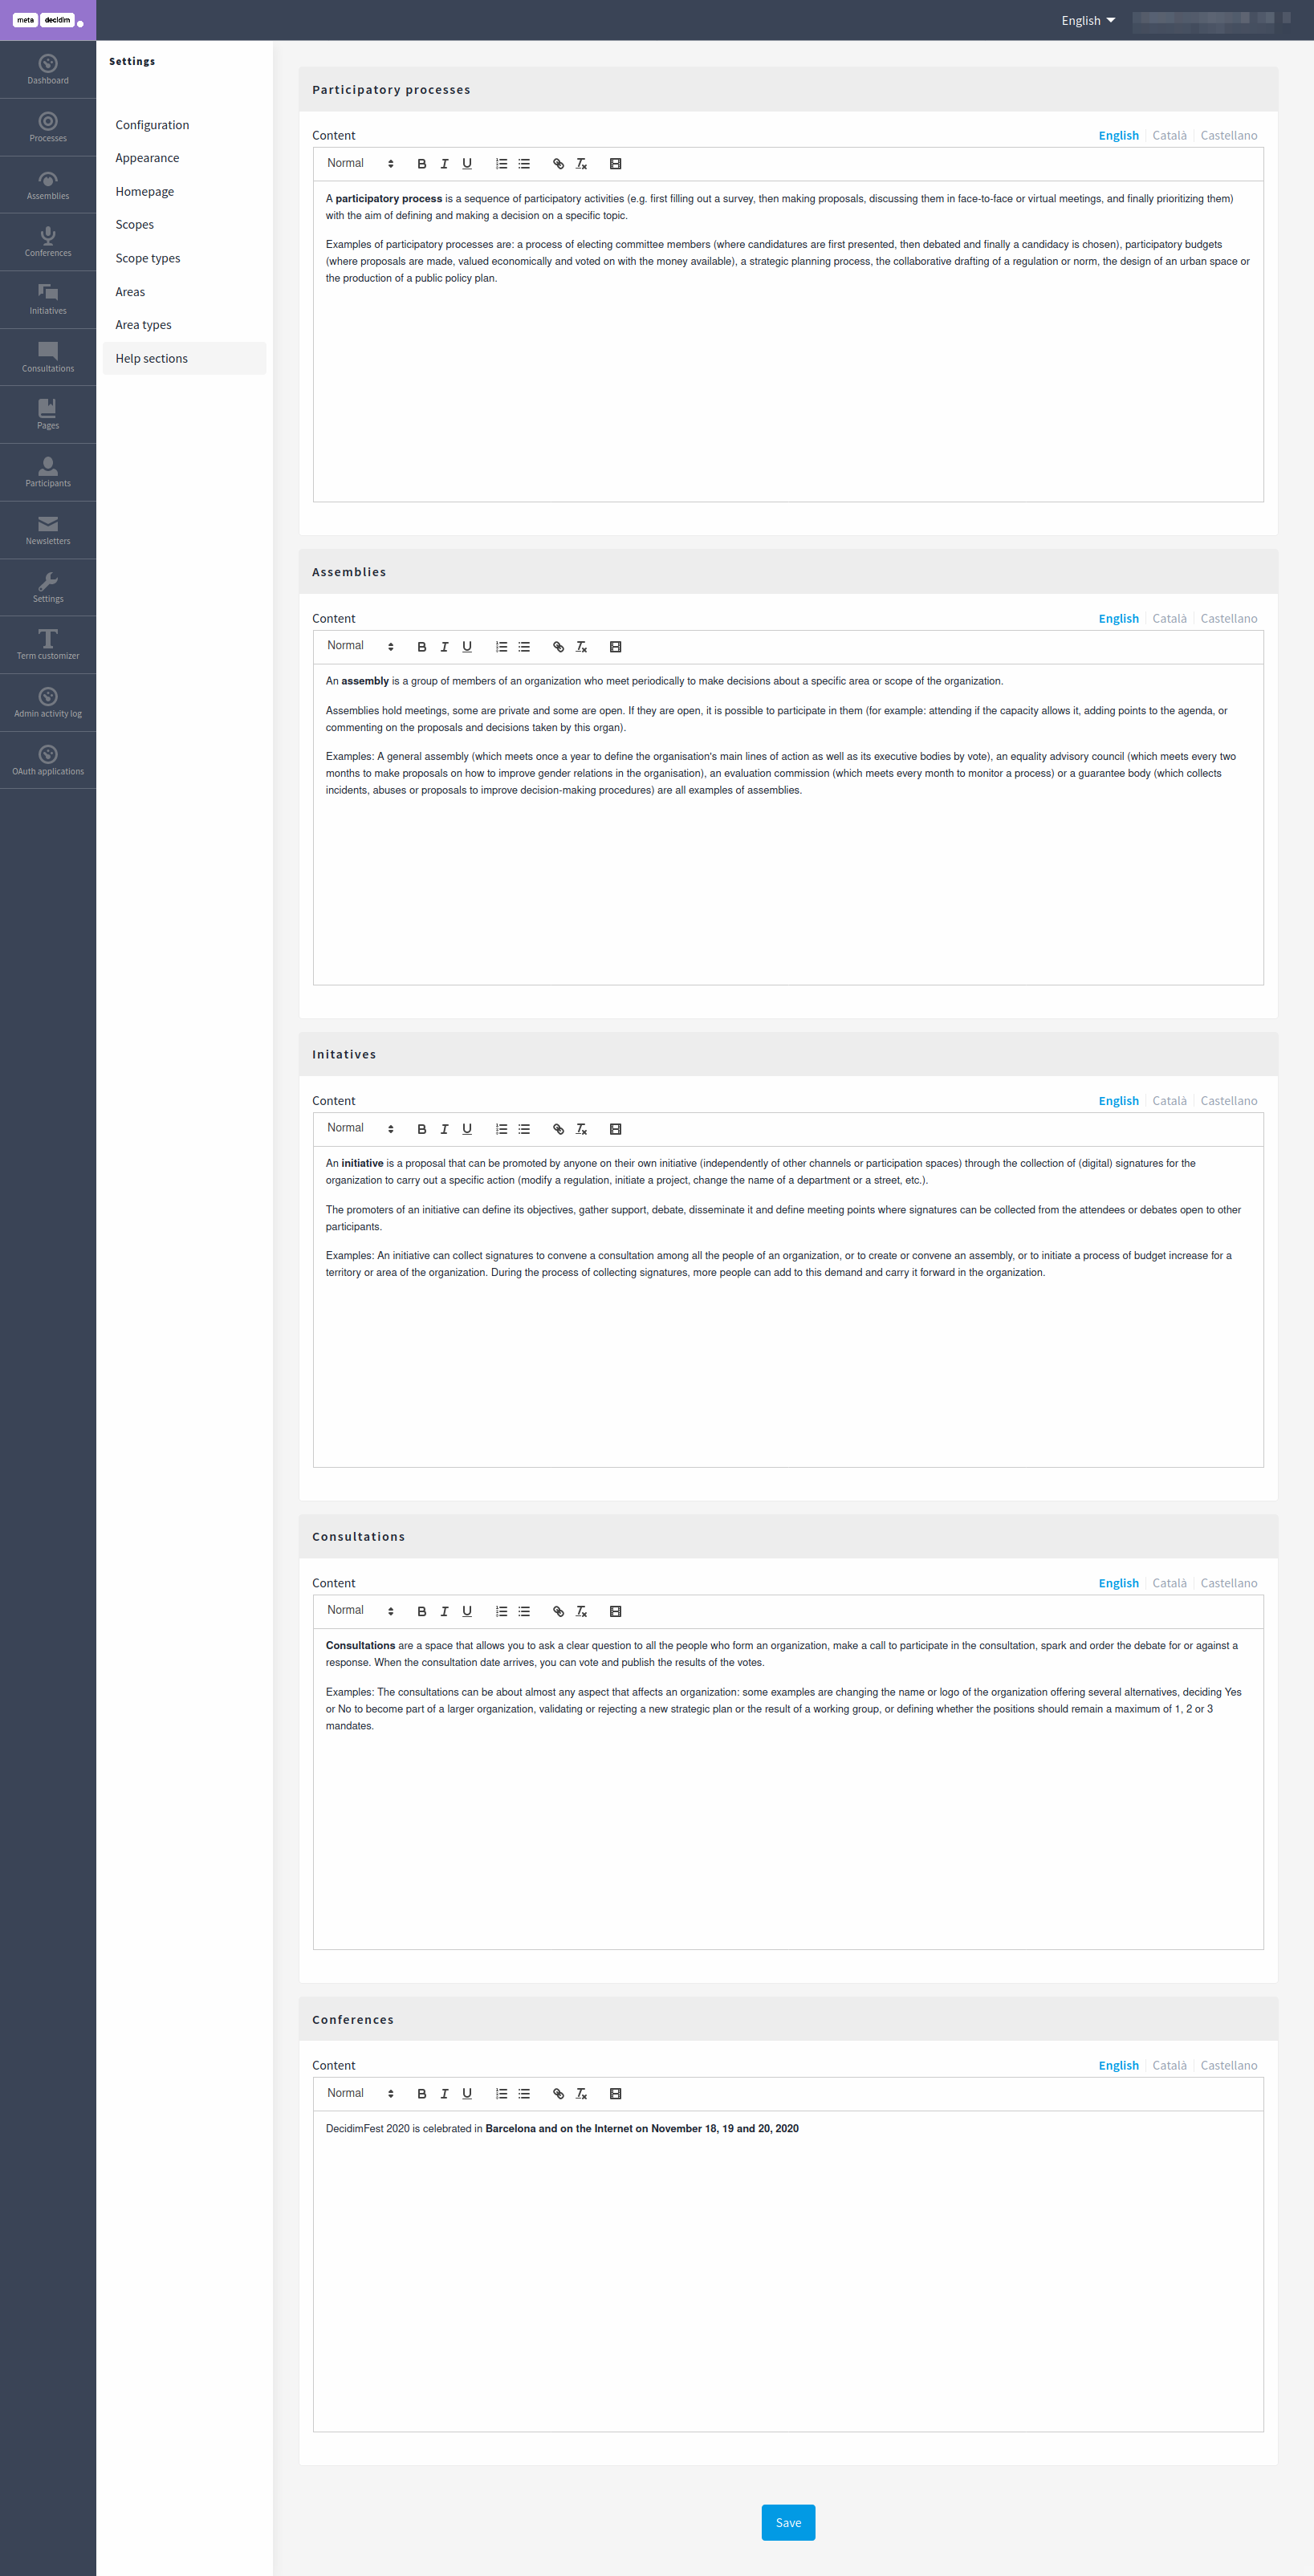 meta decidim
English
Dashboard
Processes
Assemblies
Conferences
Initiatives
Consultations
Pages
Participants
Newsletters
Settings
Term customizer
Admin activity log
OAuth applications
Settings
Configuration
Appearance
Homepage
Scopes
Scope types
Areas
Area types
Help sections
Participatory processes
Content English Català Castellano
Normal
A participatory process is a sequence of participatory activities (e.g. first filling out a survey, then making proposals, discussing them in face-to-face or virtual meetings, and finally prioritizing them)
with the aim of defining and making a decision on a specific topic.
Examples of participatory processes are: a process of electing committee members (where candidatures are first presented, then debated and finally a candidacy is chosen), participatory budgets
(where proposals are made, valued economically and voted on with the money available), a strategic planning process, the collaborative drafting of a regulation or norm, the design of an urban space or
the production of a public policy plan.
Assemblies
Content English Català Castellano
Normal
An assembly is a group of members of an organization who meet periodically to make decisions about a specific area or scope of the organization.
Assemblies hold meetings, some are private and some are open. If they are open, it is possible to participate in them (for example: attending if the capacity allows it, adding points to the agenda, or
commenting on the proposals and decisions taken by this organ).
Examples: A general assembly (which meets once a year to define the organisation's main lines of action as well as its executive bodies by vote), an equality advisory council (which meets every two
months to make proposals on how to improve gender relations in the organisation), an evaluation commission (which meets every month to monitor a process) or a guarantee body (which collects
incidents, abuses or proposals to improve decision-making procedures) are all examples of assemblies.
Initatives
Content English Català Castellano
Normal
An initiative is a proposal that can be promoted by anyone on their own initiative (independently of other channels or participation spaces) through the collection of (digital) signatures for the
organization to carry out a specific action (modify a regulation, initiate a project, change the name of a department or a street, etc.).
The promoters of an initiative can define its objectives, gather support, debate, disseminate it and define meeting points where signatures can be collected from the attendees or debates open to other
participants.
Examples: An initiative can collect signatures to convene a consultation among all the people of an organization, or to create or convene an assembly, or to initiate a process of budget increase for a
territory or area of the organization. During the process of collecting signatures, more people can add to this demand and carry it forward in the organization.
Consultations
Content English Català Castellano
Normal
Consultations are a space that allows you to ask a clear question to all the people who form an organization, make a call to participate in the consultation, spark and order the debate for or against a
response. When the consultation date arrives, you can vote and publish the results of the votes.
Examples: The consultations can be about almost any aspect that affects an organization: some examples are changing the name or logo of the organization offering several alternatives, deciding Yes
or No to become part of a larger organization, validating or rejecting a new strategic plan or the result of a working group, or defining whether the positions should remain a maximum of 1, 2 or 3
mandates.
Conferences
Content English Català Castellano
Normal
DecidimFest 2020 is celebrated in Barcelona and on the Internet on November 18, 19 and 20, 2020
Save